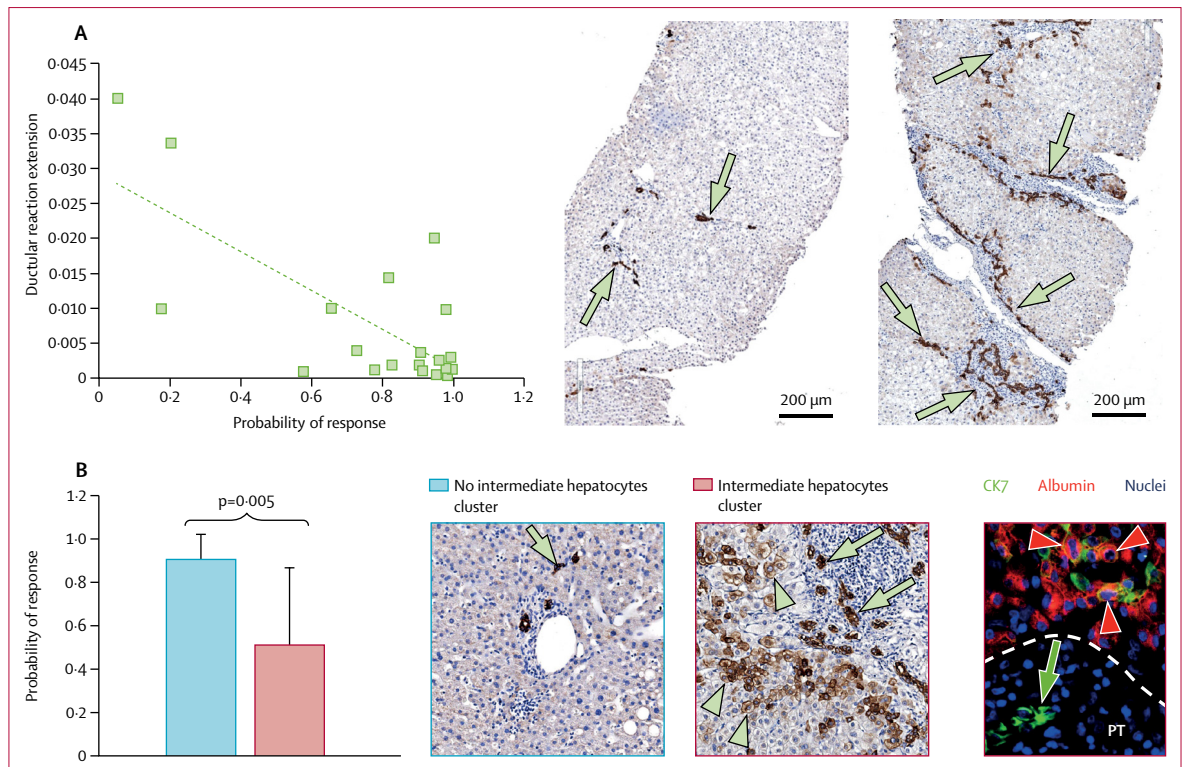 A
0·045
0·040
0·035
0·030
0·025
0·020
0·015
0·010
0·005
0
Ductular reaction extension
0 0·2 0·4 0·6 0·8 1·0 1·2
Probability of response
200 µm
200 µm
B
p=0·005
1·2
1·0
0·8
0·6
0·4
0·2
0
Probability of response
No intermediate hepatocytes
cluster
Intermediate hepatocytes
cluster
CK7 Albumin Nuclei
PT